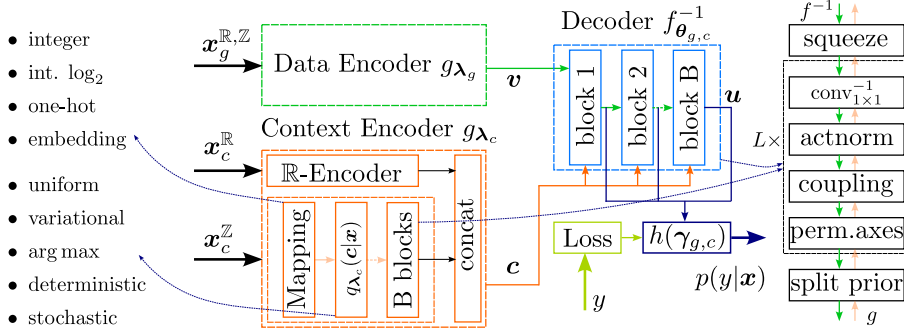 • integer
• int. log₂
• one-hot
• embedding
• uniform
• variational
• arg max
• deterministic
• stochastic
𝒙_g^{ℝ,ℤ}
𝒙_c^ℝ
𝒙_c^ℤ
Data Encoder g_{𝝀_g}
Context Encoder g_{𝝀_c}
ℝ-Encoder
Mapping
q_{𝝀_c}(𝒄|𝒙)
B blocks
concat
𝒗
𝒄
Decoder f^{-1}_{𝜽_{g,c}}
block 1
block 2
block B
𝒖
Loss
h(𝜸_{g,c})
y
p(y|𝒙)
f^{-1}
squeeze
conv^{-1}_{1×1}
actnorm
L×
coupling
perm.axes
split prior
g